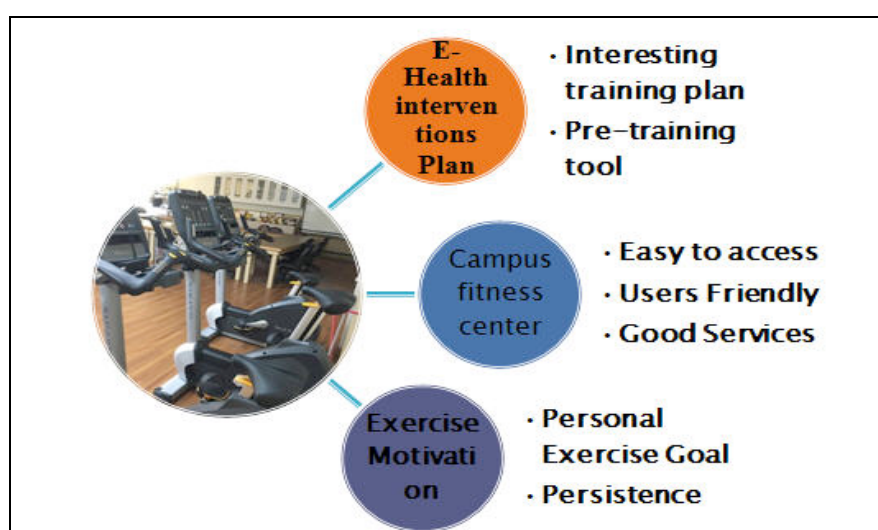 E-
Health
interven
tions
Plan
· Interesting
training plan
· Pre-training
tool
Campus
fitness
center
· Easy to access
· Users Friendly
· Good Services
Exercise
Motivati
on
· Personal
Exercise Goal
· Persistence